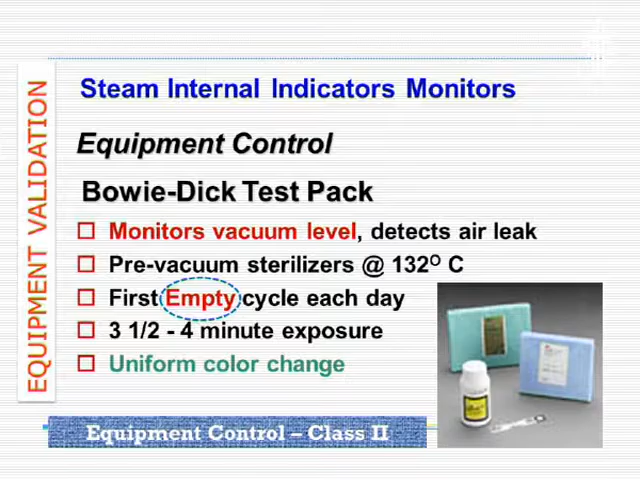 Steam Internal Indicators Monitors
EQUIPMENT VALIDATION
Equipment Control
Bowie-Dick Test Pack
Monitors vacuum level, detects air leak
Pre-vacuum sterilizers @ 132O C
First Empty cycle each day
3 1/2 - 4 minute exposure
Uniform color change
Equipment Control – Class II